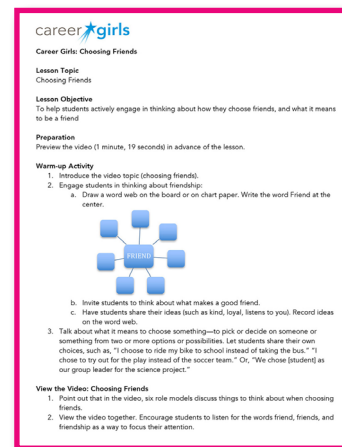 career girls
Career Girls: Choosing Friends
Lesson Topic
Choosing Friends
Lesson Objective
To help students actively engage in thinking about how they choose friends, and what it means
to be a friend
Preparation
Preview the video (1 minute, 19 seconds) in advance of the lesson.
Warm-up Activity
1. Introduce the video topic (choosing friends).
2. Engage students in thinking about friendship:
a. Draw a word web on the board or on chart paper. Write the word Friend at the
center.
FRIEND
b. Invite students to think about what makes a good friend.
c. Have students share their ideas (such as kind, loyal, listens to you). Record ideas
on the word web.
3. Talk about what it means to choose something—to pick or decide on someone or
something from two or more options or possibilities. Let students share their own
choices, such as, "I choose to ride my bike to school instead of taking the bus." "I
chose to try out for the play instead of the soccer team." Or, "We chose [student] as
our group leader for the science project."
View the Video: Choosing Friends
1. Point out that in the video, six role models discuss things to think about when choosing
friends.
2. View the video together. Encourage students to listen for the words friend, friends, and
friendship as a way to focus their attention.